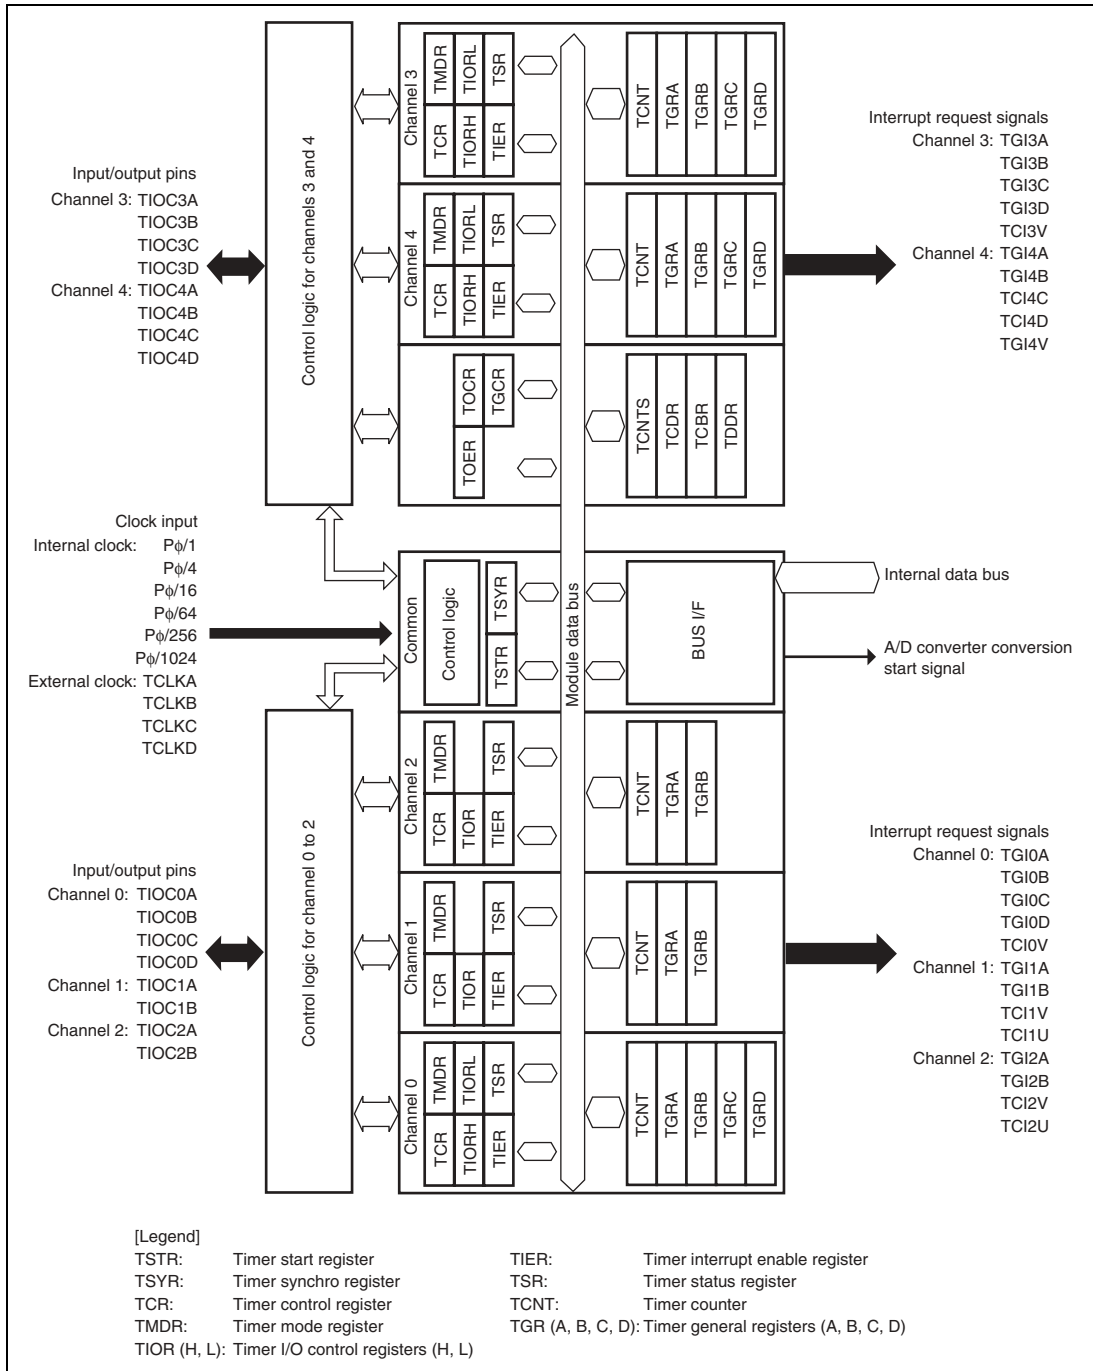 Input/output pins
Channel 3: TIOC3A
TIOC3B
TIOC3C
TIOC3D
Channel 4: TIOC4A
TIOC4B
TIOC4C
TIOC4D
Control logic for channels 3 and 4
Channel 3
TMDR TIORL TSR
TCR TIORH TIER
TCNT TGRA TGRB TGRC TGRD
Channel 4
TMDR TIORL TSR
TCR TIORH TIER
TCNT TGRA TGRB TGRC TGRD
TOCR TGCR
TOER
TCNTS TCDR TCBR TDDR
Interrupt request signals
Channel 3: TGI3A
TGI3B
TGI3C
TGI3D
TCI3V
Channel 4: TGI4A
TGI4B
TCI4C
TCI4D
TGI4V
Clock input
Internal clock: Pϕ/1
Pϕ/4
Pϕ/16
Pϕ/64
Pϕ/256
Pϕ/1024
External clock: TCLKA
TCLKB
TCLKC
TCLKD
Common
Control logic
TSYR
TSTR
Module data bus
BUS I/F
Internal data bus
A/D converter conversion
start signal
Input/output pins
Channel 0: TIOC0A
TIOC0B
TIOC0C
TIOC0D
Channel 1: TIOC1A
TIOC1B
Channel 2: TIOC2A
TIOC2B
Control logic for channel 0 to 2
Channel 2
TMDR TSR
TCR TIOR TIER
TCNT TGRA TGRB
Channel 1
TMDR TSR
TCR TIOR TIER
TCNT TGRA TGRB
Channel 0
TMDR TIORL TSR
TCR TIORH TIER
TCNT TGRA TGRB TGRC TGRD
Interrupt request signals
Channel 0: TGI0A
TGI0B
TGI0C
TGI0D
TCI0V
Channel 1: TGI1A
TGI1B
TCI1V
TCI1U
Channel 2: TGI2A
TGI2B
TCI2V
TCI2U
[Legend]
TSTR: Timer start register
TSYR: Timer synchro register
TCR: Timer control register
TMDR: Timer mode register
TIOR (H, L): Timer I/O control registers (H, L)
TIER: Timer interrupt enable register
TSR: Timer status register
TCNT: Timer counter
TGR (A, B, C, D): Timer general registers (A, B, C, D)